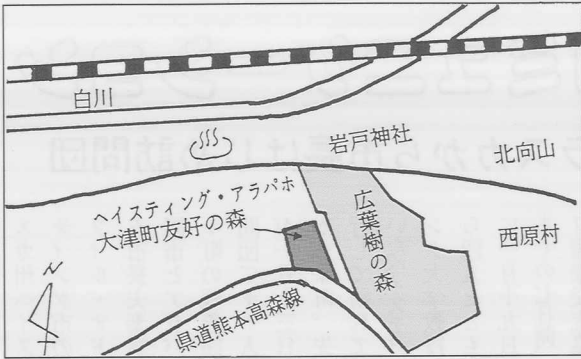 白川
岩戸神社
北向山
ヘイスティング・アラパホ
大津町友好の森
広葉樹の森
西原村
N
県道熊本高森線